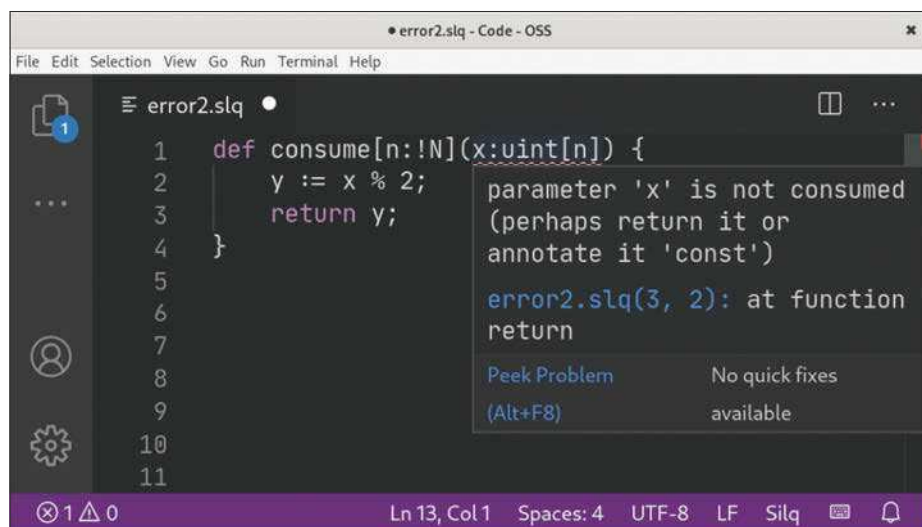 ● error2.slq - Code - OSS ✖
File Edit Selection View Go Run Terminal Help
1
error2.slq ●
1 def consume[n:!N](x:uint[n]) {
2 y := x % 2;
3 return y;
4 }
5
6
7
8
9
10
11
parameter 'x' is not consumed
(perhaps return it or
annotate it 'const')
error2.slq(3, 2): at function
return
Peek Problem (Alt+F8)
No quick fixes available
1 0 Ln 13, Col 1 Spaces: 4 UTF-8 LF Silq